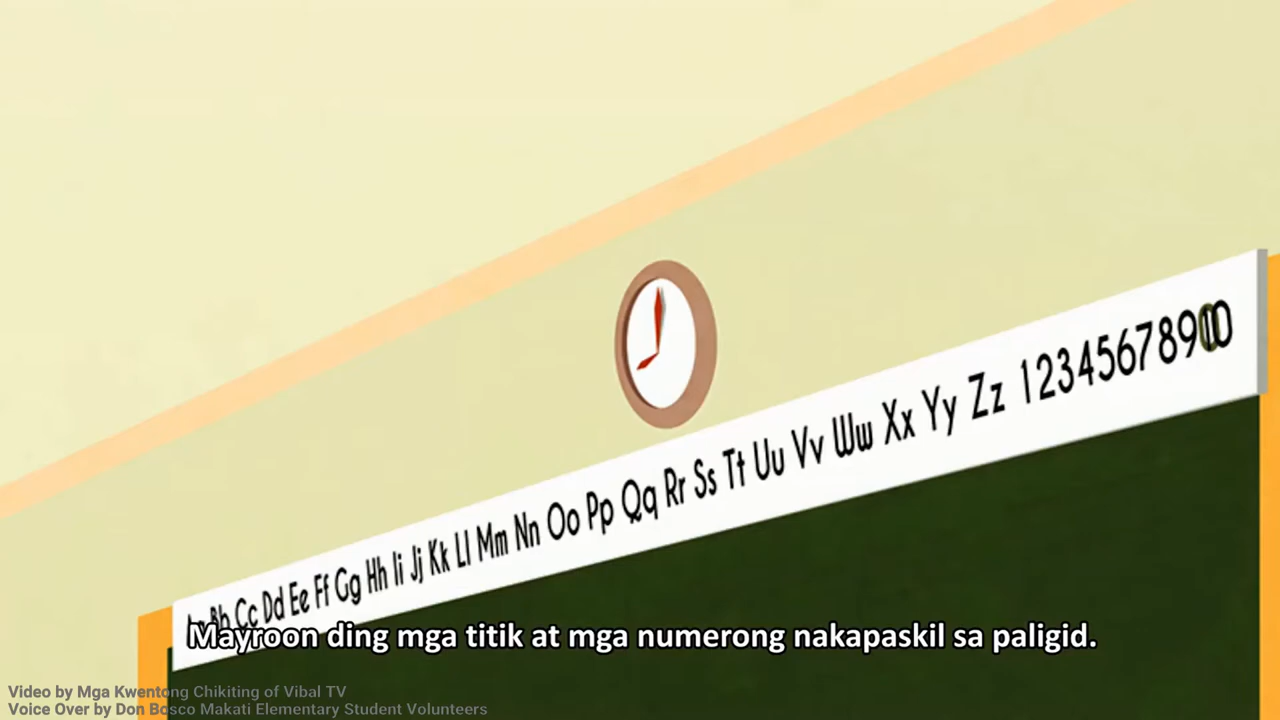 Bb Cc Dd Ee Ff Gg Hh Ii Jj Kk Ll Mm Nn Oo Pp Qq Rr Ss Tt Uu Vv Ww Xx Yy Zz 12345678910
Mayroon ding mga titik at mga numerong nakapaskil sa paligid.
Video by Mga Kwentong Chikiting of Vibal TV
Voice Over by Don Bosco Makati Elementary Student Volunteers